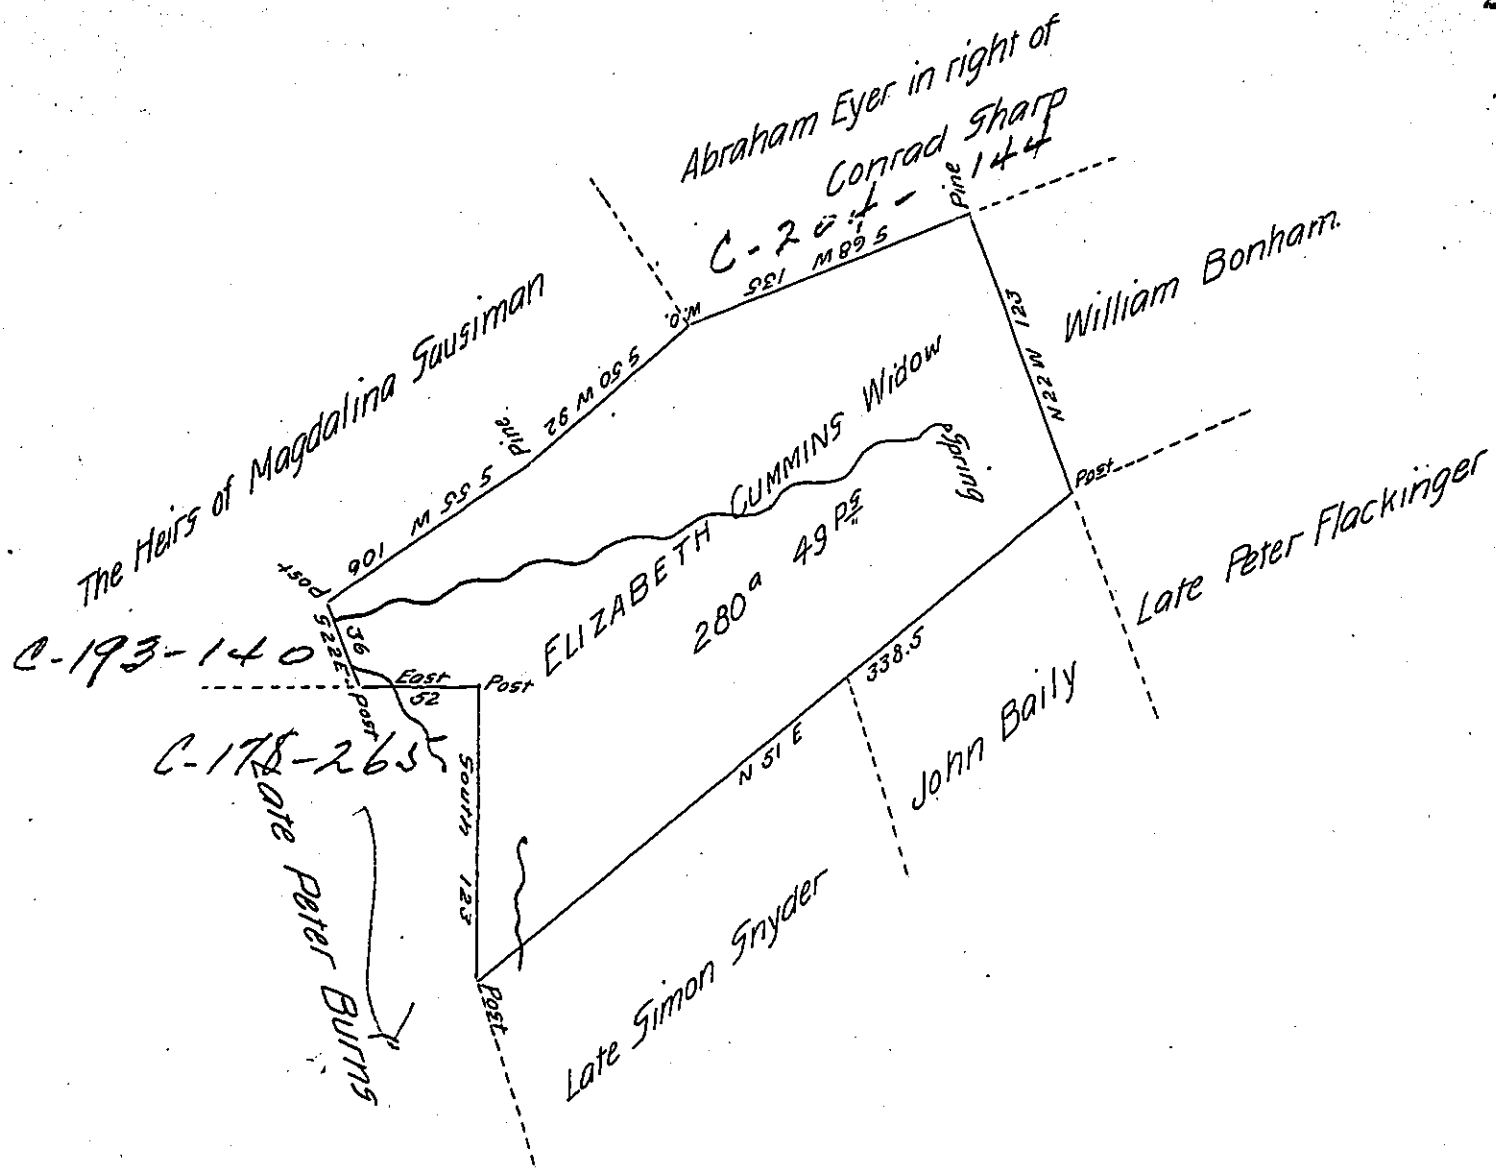 Abraham Eyer in right of
Conrad Sharp
C-204-144
Pine
S 68 W 135
W.O.
N 22 W 123
William Bonham.
The Heirs of Magdalina Sausiman
S 50 W 92
Pine
S 55 W 106
Post
ELIZABETH CUMMINS Widow
280ª 49 Pˢ
Spring
Post
Late Peter Flackinger
C-193-140
S 22 E 36
East
52
Post
Post
C-178-265
Late Peter Burns
South 123
N 51 E 338.5
John Baily
Post
Late Simon Snyder